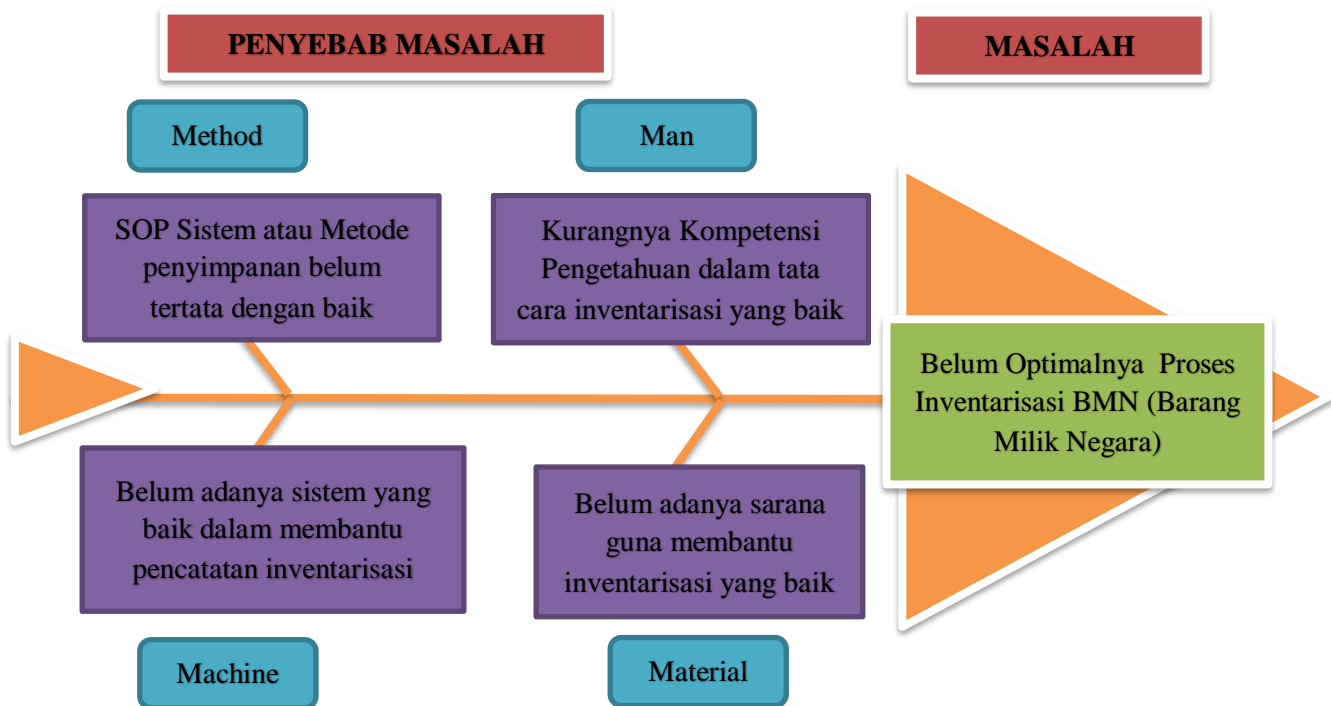 PENYEBAB MASALAH
MASALAH
Method
Man
SOP Sistem atau Metode
penyimpanan belum
tertata dengan baik
Kurangnya Kompetensi
Pengetahuan dalam tata
cara inventarisasi yang baik
Belum Optimalnya Proses
Inventarisasi BMN (Barang
Milik Negara)
Belum adanya sistem yang
baik dalam membantu
pencatatan inventarisasi
Belum adanya sarana
guna membantu
inventarisasi yang baik
Machine
Material